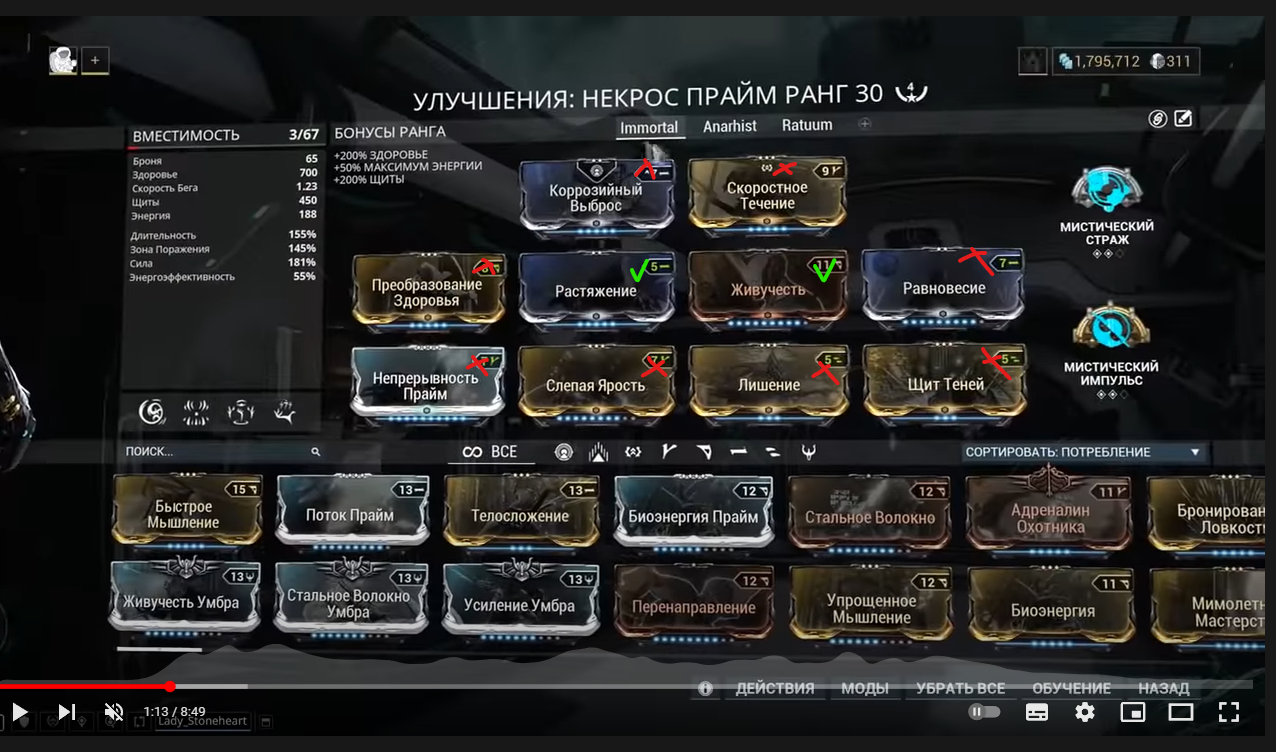 1,795,712 311
УЛУЧШЕНИЯ: НЕКРОС ПРАЙМ РАНГ 30 4
Immortal Anarhist Ratuum
ВМЕСТИМОСТЬ 3/67
Броня 65
Здоровье 700
Скорость Бега 1.23
Щиты 450
Энергия 188
Длительность 155%
Зона Поражения 145%
Сила 181%
Энергоэффективность 55%
БОНУСЫ РАНГА
+200% ЗДОРОВЬЕ
+50% МАКСИМУМ ЭНЕРГИИ
+200% ЩИТЫ
Коррозийный
Выброс
9
Скоростное
Течение
МИСТИЧЕСКИЙ
СТРАЖ
Преобразование
Здоровья
5
Растяжение
11
Живучесть
7
Равновесие
Непрерывность
Прайм
7
Слепая Ярость
5
Лишение
5
Щит Теней
МИСТИЧЕСКИЙ
ИМПУЛЬС
ПОИСК...
ВСЕ
СОРТИРОВАТЬ: ПОТРЕБЛЕНИЕ
15
Быстрое
Мышление
13
Поток Прайм
13
Телосложение
12
Биоэнергия Прайм
12
Стальное Волокно
11
Адреналин
Охотника
13
Живучесть Умбра
13
Стальное Волокно
Умбра
13
Усиление Умбра
12
Перенаправление
12
Упрощенное
Мышление
11
Биоэнергия
ДЕЙСТВИЯ МОДЫ УБРАТЬ ВСЕ ОБУЧЕНИЕ НАЗАД
1:13 / 8:49
Lady_Stoneheart